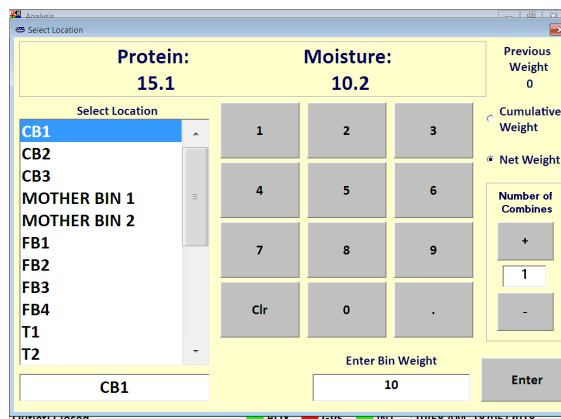 Analysis
Select Location
Protein:
15.1
Moisture:
10.2
Previous
Weight
0
Select Location
CB1
CB2
CB3
MOTHER BIN 1
MOTHER BIN 2
FB1
FB2
FB3
FB4
T1
T2
CB1
1 2 3
4 5 6
7 8 9
Clr 0 .
Cumulative
Weight
Net Weight
Number of
Combines
+
1
-
Enter Bin Weight
10
Enter